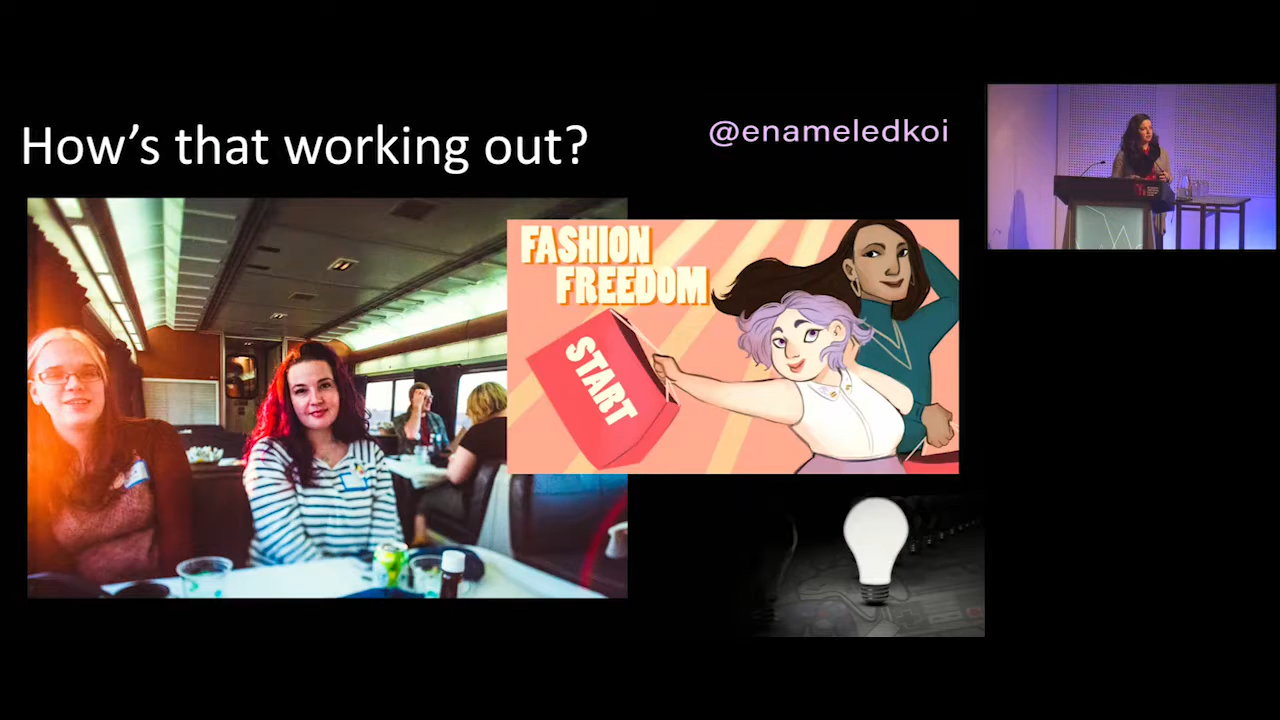 How's that working out?
@enameledkoi
FASHION
FREEDOM
START